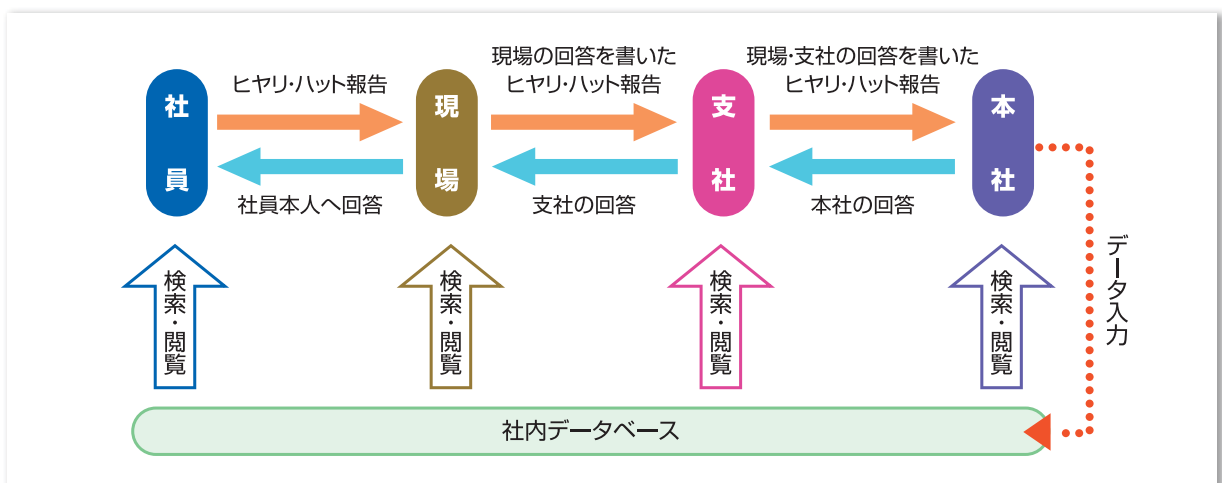 ヒヤリ・ハット報告
現場の回答を書いた
ヒヤリ・ハット報告
現場・支社の回答を書いた
ヒヤリ・ハット報告
社員
現場
支社
本社
社員本人へ回答
支社の回答
本社の回答
検索・閲覧
検索・閲覧
検索・閲覧
検索・閲覧
データ入力
社内データベース